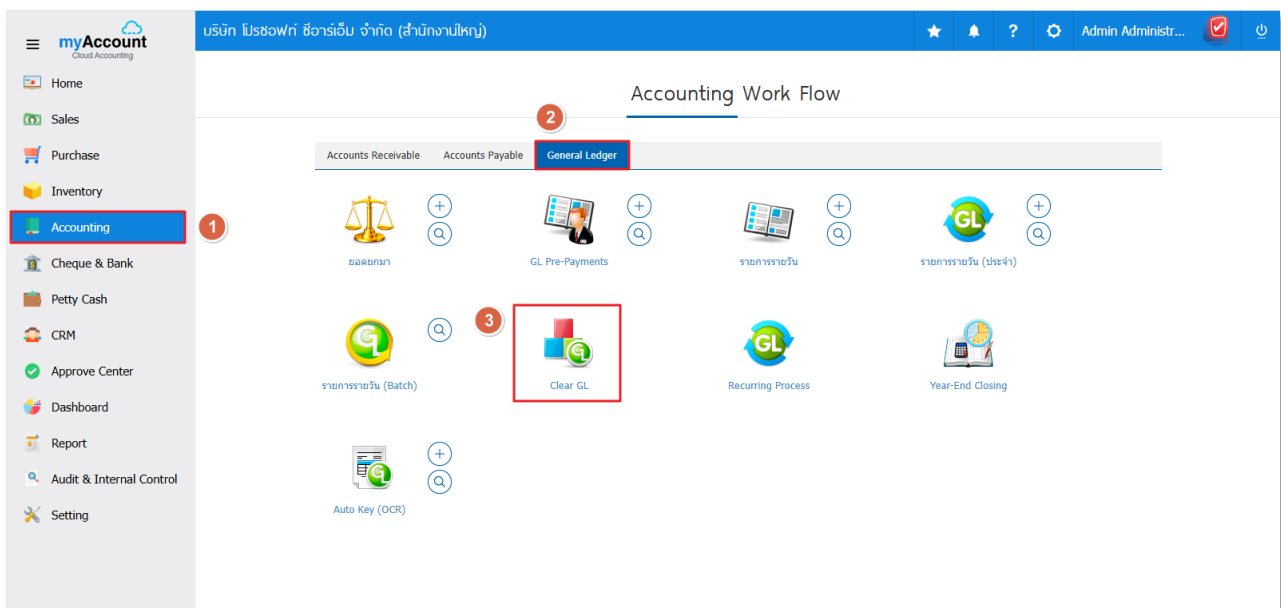 myAccount
Cloud Accounting
บริษัท โปรซอฟท์ ซีอาร์เอ็ม จำกัด (สำนักงานใหญ่)
? Admin Administr...
Home
Sales
Purchase
Inventory
Accounting
Cheque & Bank
Petty Cash
CRM
Approve Center
Dashboard
Report
Audit & Internal Control
Setting
1
Accounting Work Flow
2
Accounts Receivable Accounts Payable General Ledger
GL
ยอดยกมา GL Pre-Payments รายการรายวัน รายการรายวัน (ประจำ)
3
G G GL
รายการรายวัน (Batch) Clear GL Recurring Process Year-End Closing
G
Auto Key (OCR)